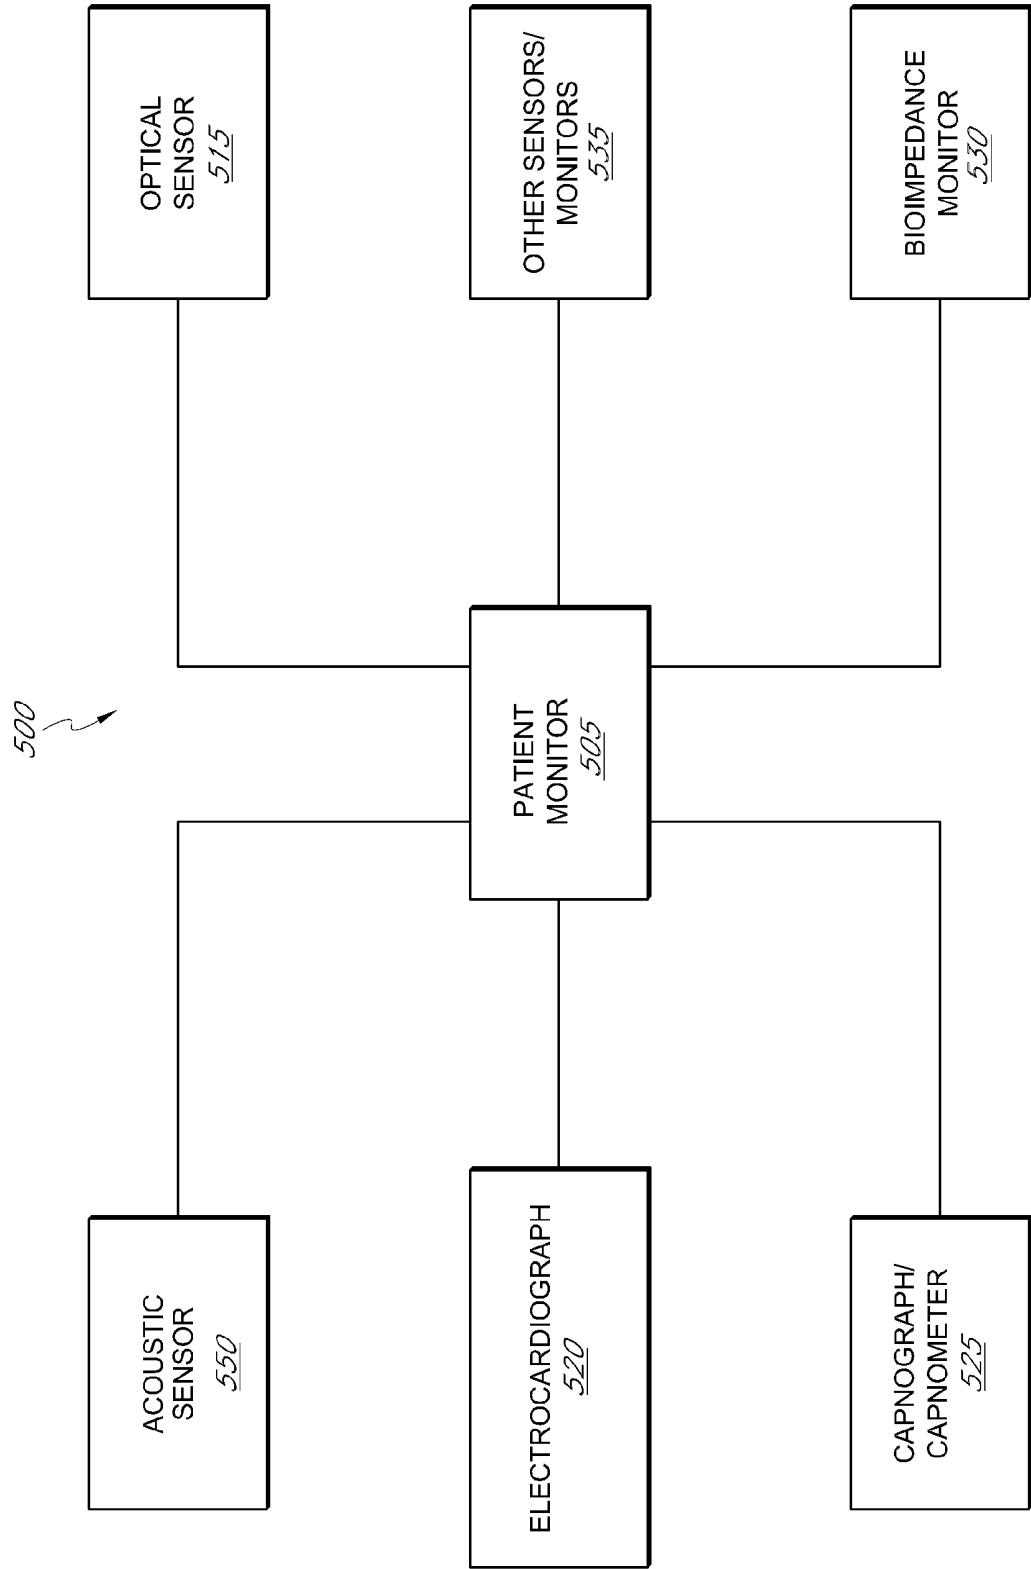 500
ACOUSTIC
SENSOR
550
OPTICAL
SENSOR
515
ELECTROCARDIOGRAPH
520
PATIENT
MONITOR
505
OTHER SENSORS/
MONITORS
535
CAPNOGRAPH/
CAPNOMETER
525
BIOIMPEDANCE
MONITOR
530